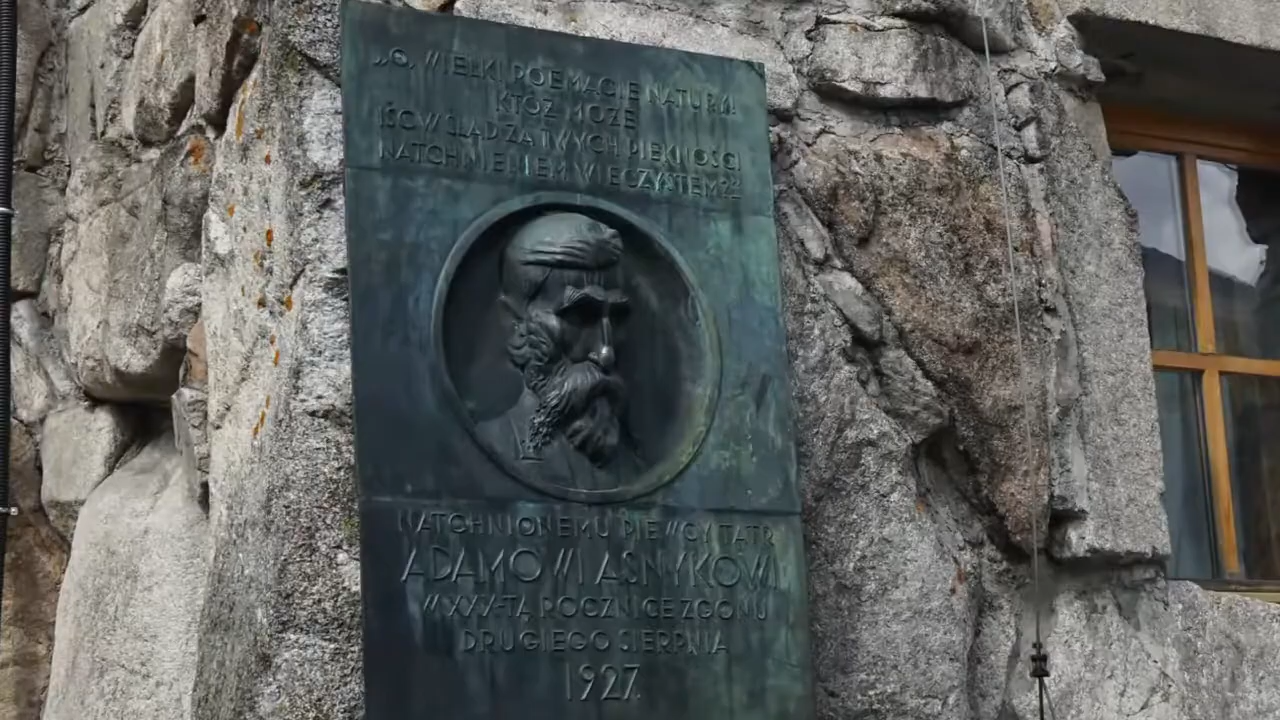 „O, WIELKI POEMACIE NATURY!
KTÓŻ MOŻE
IŚĆ W ŚLAD ZA TWYCH PIĘKNOŚCI
NATCHNIENIEM WIECZYSTEM?”
NATCHNIONEMU PIEWCY TATR
ADAMOWI ASNYKOWI
W XXX-TĄ ROCZNICĘ ZGONU
DRUGIEGO SIERPNIA
1927.